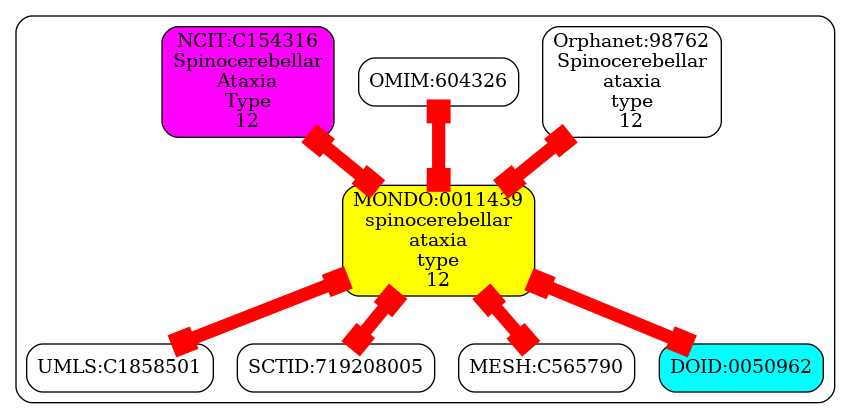 NCIT:C154316
Spinocerebellar
Ataxia
Type
12
OMIM:604326
Orphanet:98762
Spinocerebellar
ataxia
type
12
MONDO:0011439
spinocerebellar
ataxia
type
12
UMLS:C1858501
SCTID:719208005
MESH:C565790
DOID:0050962